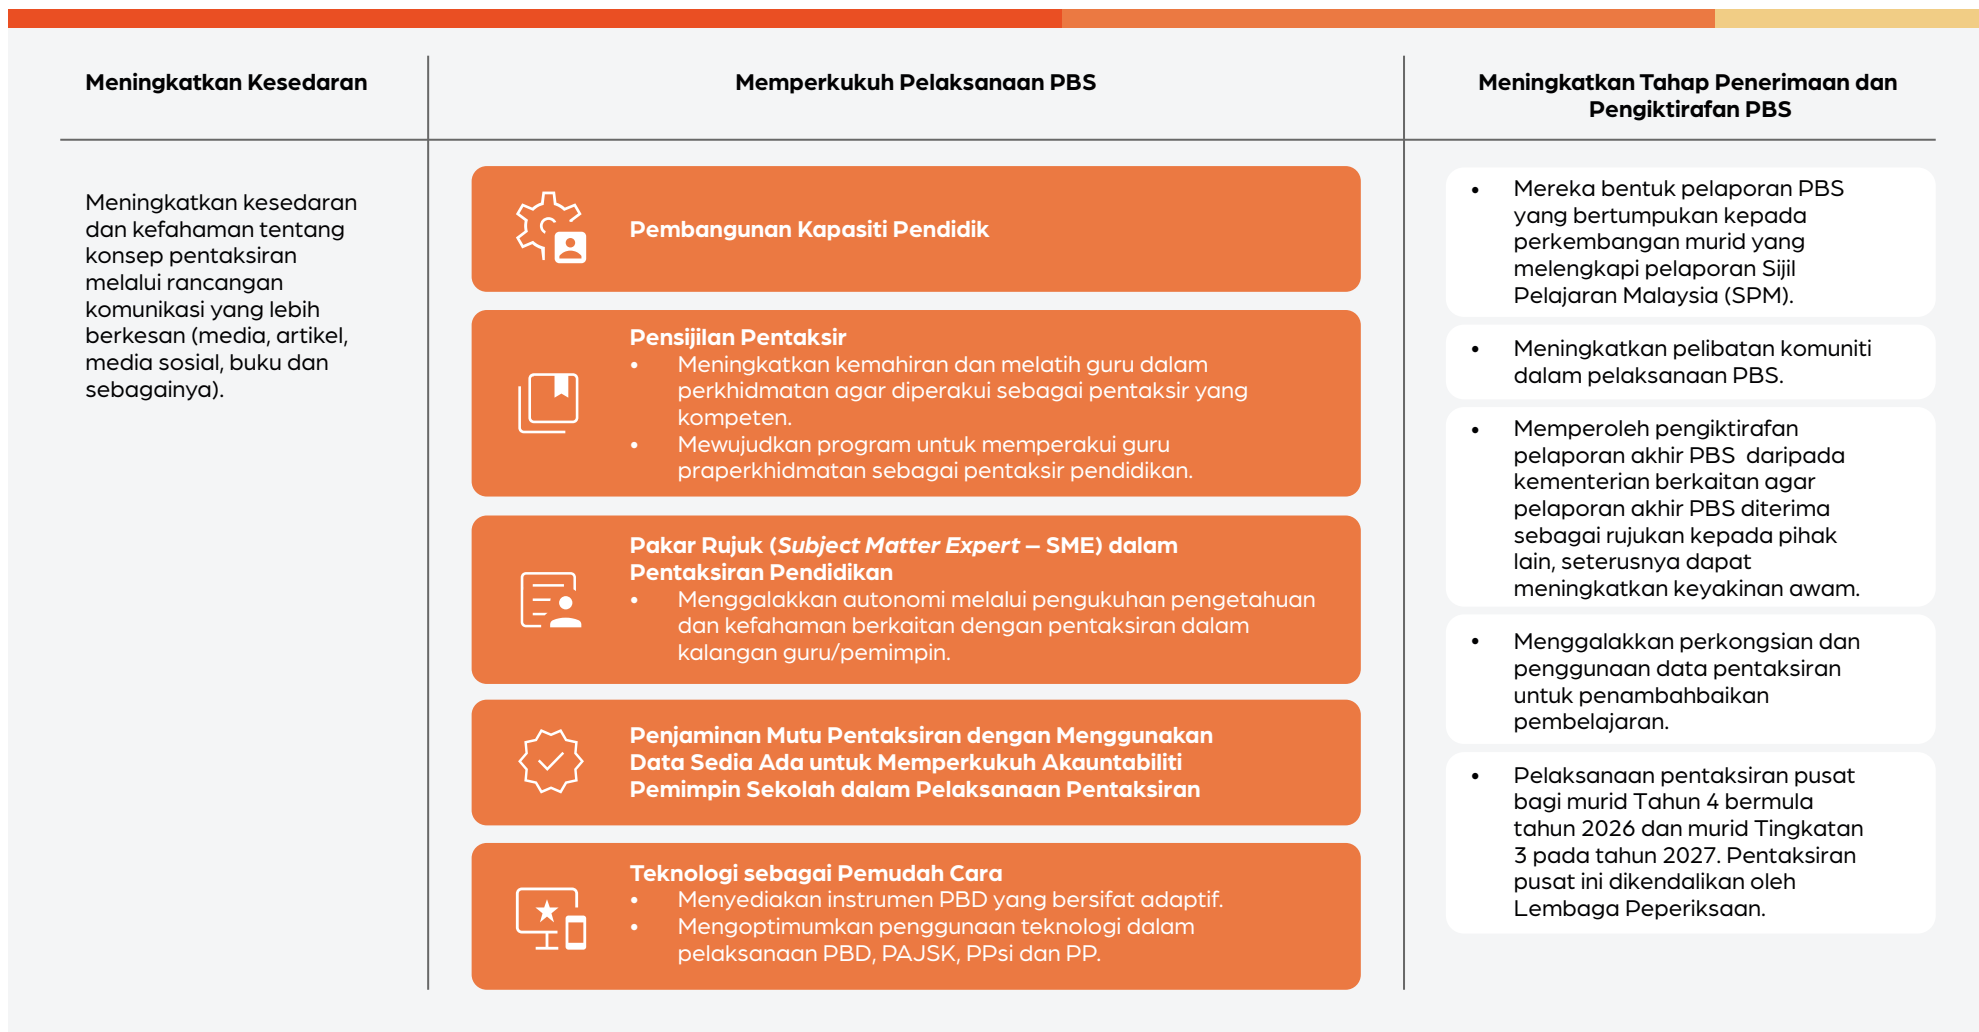 Meningkatkan Kesedaran
Meningkatkan kesedaran
dan kefahaman tentang
konsep pentaksiran
melalui rancangan
komunikasi yang lebih
berkesan (media, artikel,
media sosial, buku dan
sebagainya).
Memperkukuh Pelaksanaan PBS
Pembangunan Kapasiti Pendidik
Pensijilan Pentaksir
• Meningkatkan kemahiran dan melatih guru dalam
perkhidmatan agar diperakui sebagai pentaksir yang
kompeten.
• Mewujudkan program untuk memperakui guru
praperkhidmatan sebagai pentaksir pendidikan.
Pakar Rujuk (Subject Matter Expert – SME) dalam
Pentaksiran Pendidikan
• Menggalakkan autonomi melalui pengukuhan pengetahuan
dan kefahaman berkaitan dengan pentaksiran dalam
kalangan guru/pemimpin.
Penjaminan Mutu Pentaksiran dengan Menggunakan
Data Sedia Ada untuk Memperkukuh Akauntabiliti
Pemimpin Sekolah dalam Pelaksanaan Pentaksiran
Teknologi sebagai Pemudah Cara
• Menyediakan instrumen PBD yang bersifat adaptif.
• Mengoptimumkan penggunaan teknologi dalam
pelaksanaan PBD, PAJSK, PPsi dan PP.
Meningkatkan Tahap Penerimaan dan
Pengiktirafan PBS
• Mereka bentuk pelaporan PBS
yang bertumpukan kepada
perkembangan murid yang
melengkapi pelaporan Sijil
Pelajaran Malaysia (SPM).
• Meningkatkan pelibatan komuniti
dalam pelaksanaan PBS.
• Memperoleh pengiktirafan
pelaporan akhir PBS daripada
kementerian berkaitan agar
pelaporan akhir PBS diterima
sebagai rujukan kepada pihak
lain, seterusnya dapat
meningkatkan keyakinan awam.
• Menggalakkan perkongsian dan
penggunaan data pentaksiran
untuk penambahbaikan
pembelajaran.
• Pelaksanaan pentaksiran pusat
bagi murid Tahun 4 bermula
tahun 2026 dan murid Tingkatan
3 pada tahun 2027. Pentaksiran
pusat ini dikendalikan oleh
Lembaga Peperiksaan.